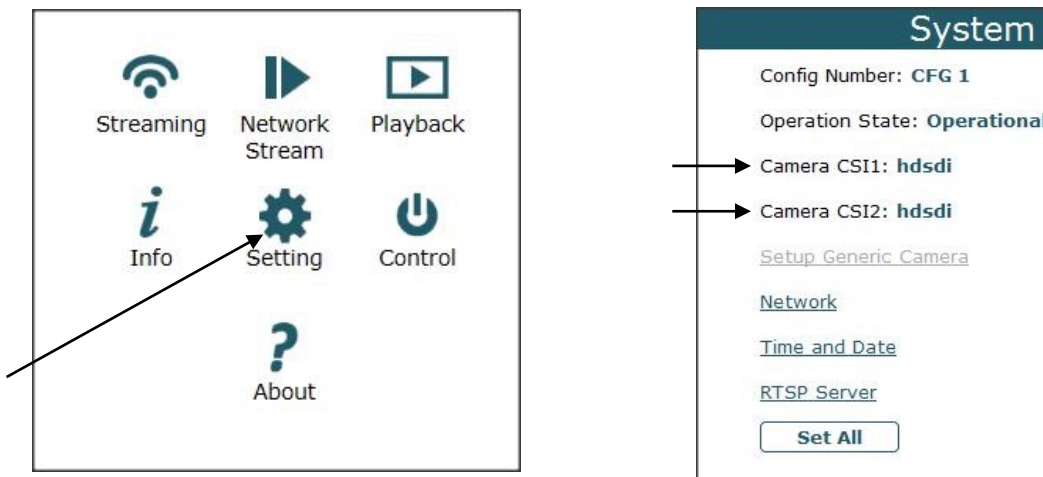 Streaming
Network
Stream
Playback
Info
Setting
Control
About
System
Config Number: CFG 1
Operation State: Operational
Camera CSI1: hdsdi
Camera CSI2: hdsdi
Setup Generic Camera
Network
Time and Date
RTSP Server
Set All